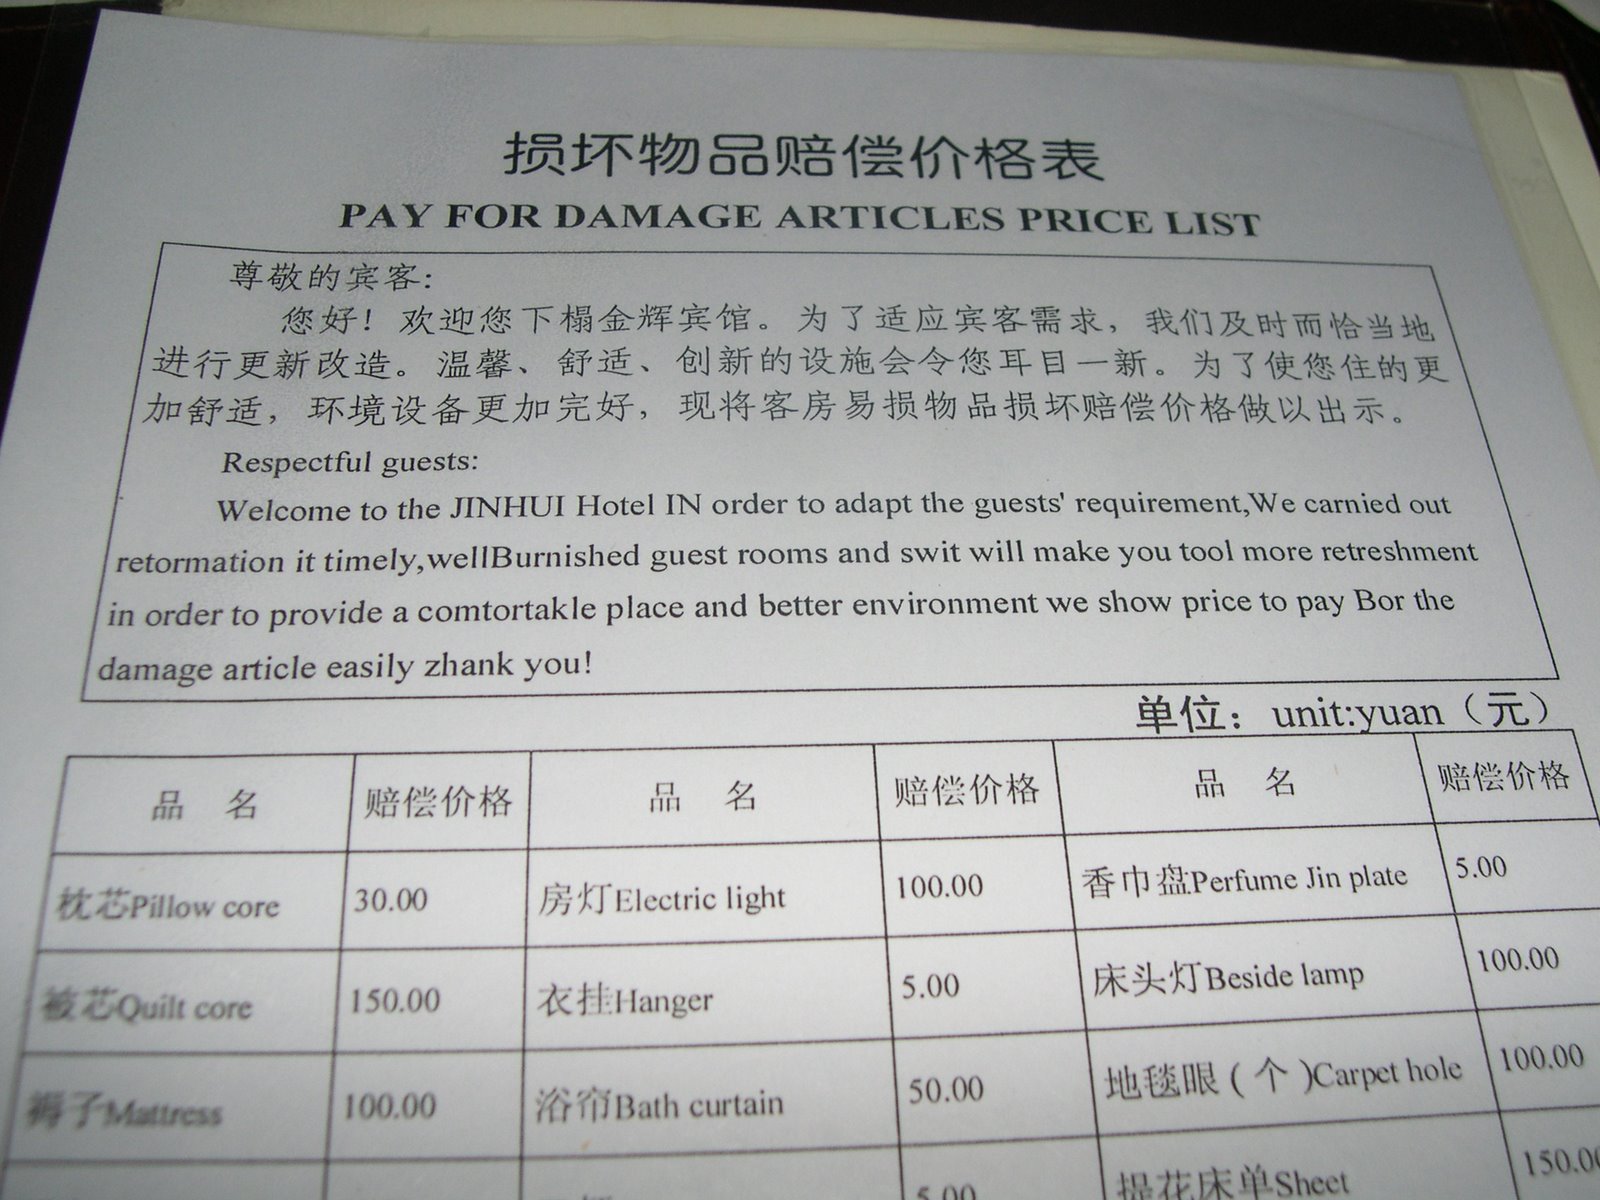 损坏物品赔偿价格表
PAY FOR DAMAGE ARTICLES PRICE LIST
尊敬的宾客:
您好! 欢迎您下榻金辉宾馆。为了适应宾客需求, 我们及时而恰当地
进行更新改造。温馨、舒适、创新的设施会令您耳目一新。为了使您住的更
加舒适, 环境设备更加完好, 现将客房易损物品损坏赔偿价格做以出示。
Respectful guests:
Welcome to the JINHUI Hotel IN order to adapt the guests' requirement,We carnied out
retormation it timely,wellBurnished guest rooms and swit will make you tool more retreshment
in order to provide a comtortakle place and better environment we show price to pay Bor the
damage article easily zhank you!
单位: unit:yuan（元）
品 名 赔偿价格 品 名 赔偿价格 品 名 赔偿价格
枕芯Pillow core 30.00 房灯Electric light 100.00 香巾盘Perfume Jin plate 5.00
被芯Quilt core 150.00 衣挂Hanger 5.00 床头灯Beside lamp 100.00
褥子Mattress 100.00 浴帘Bath curtain 50.00 地毯眼(个)Carpet hole 100.00
5.00 提花床单Sheet 150.00